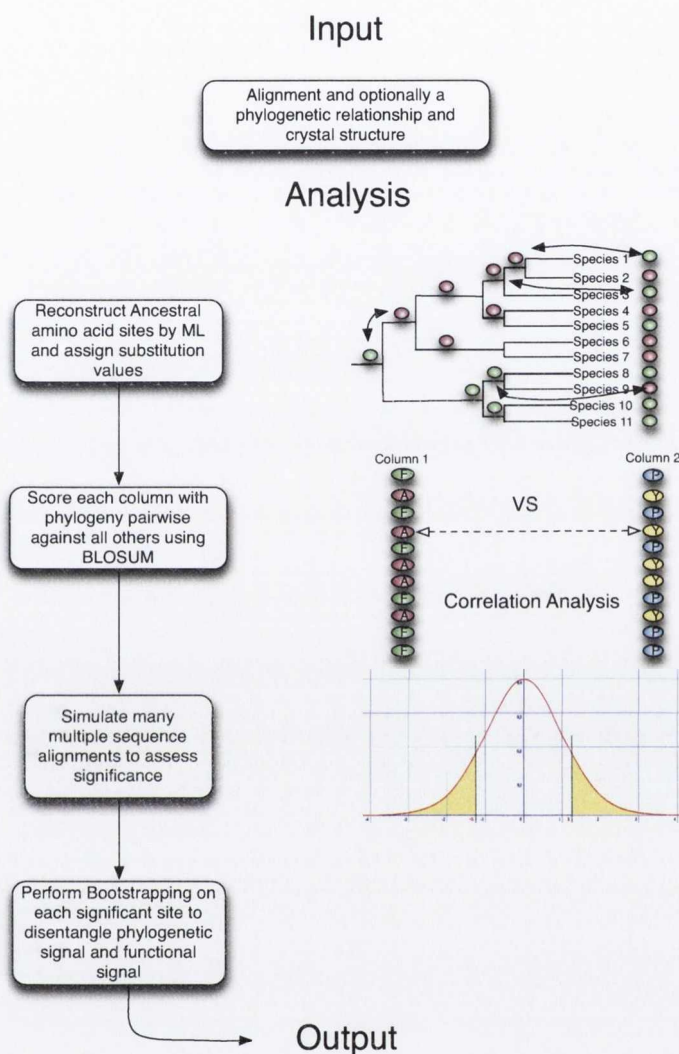 Input
Alignment and optionally a
phylogenetic relationship and
crystal structure
Analysis
Reconstruct Ancestral
amino acid sites by ML
and assign substitution
values
Species 1
Species 2
Species 3
Species 4
Species 5
Species 6
Species 7
Species 8
Species 9
Species 10
Species 11
Score each column with
phylogeny pairwise
against all others using
BLOSUM
Column 1
Column 2
F
A
F
A
F
A
A
F
A
F
F
VS
Correlation Analysis
P
Y
P
Y
P
Y
Y
P
Y
P
P
Simulate many
multiple sequence
alignments to assess
significance
Perform Bootstrapping on
each significant site to
disentangle phylogenetic
signal and functional
signal
Output